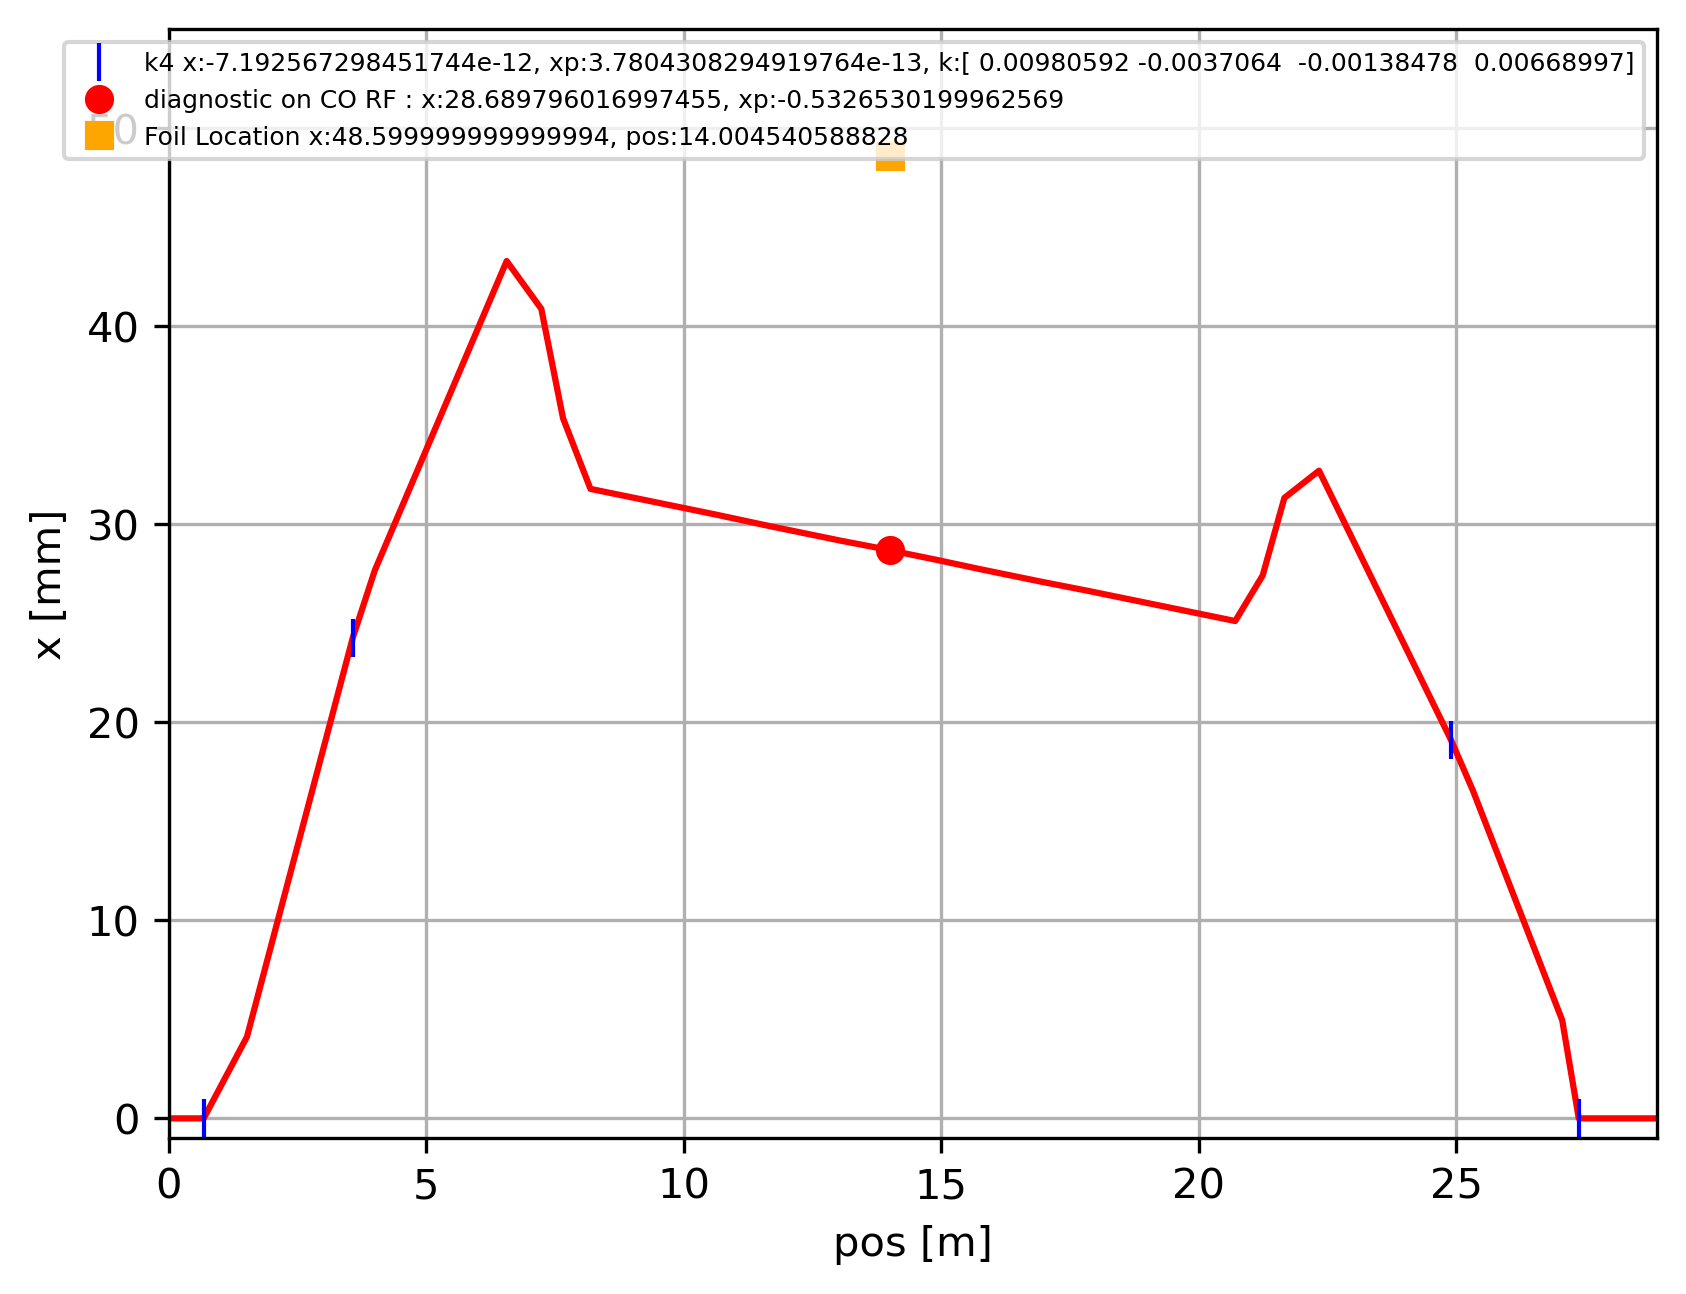 k4 x:-7.192567298451744e-12, xp:3.7804308294919764e-13, k:[ 0.00980592 -0.0037064  -0.00138478  0.00668997]
diagnostic on CO RF : x:28.689796016997455, xp:-0.5326530199962569
Foil Location x:48.599999999999994, pos:14.004540588828
50
40
30
20
10
0
x [mm]
0 5 10 15 20 25
pos [m]